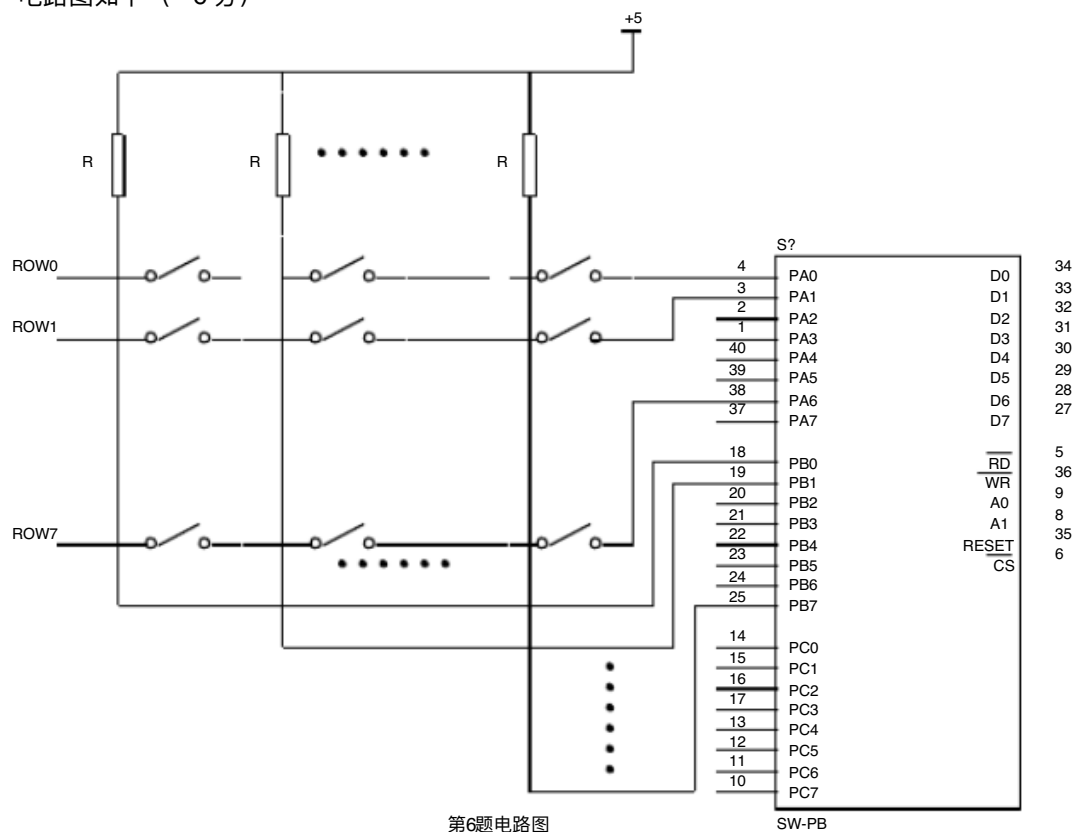 +5
R
R
R
S?
ROW0
4 PA0 D0 34
3 PA1 D1 33
ROW1
2 PA2 D2 32
1 PA3 D3 31
40 PA4 D4 30
39 PA5 D5 29
38 PA6 D6 28
37 PA7 D7 27
18 PB0 RD 5
19 PB1 WR 36
20 PB2 A0 9
21 PB3 A1 8
ROW7
22 PB4 RESET 35
23 PB5 CS 6
24 PB6
25 PB7
14 PC0
15 PC1
16 PC2
17 PC3
13 PC4
12 PC5
11 PC6
10 PC7
第6题电路图
SW-PB